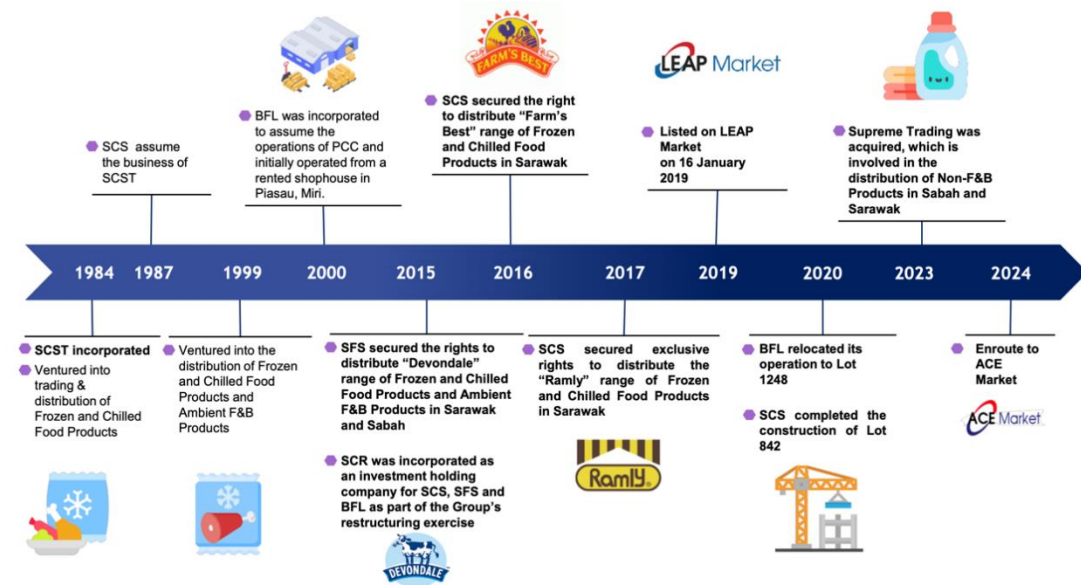 FARM'S BEST
LEAP Market
SCS assume
the business of
SCST
BFL was incorporated
to assume the
operations of PCC and
initially operated from a
rented shophouse in
Piasau, Miri.
SCS secured the right
to distribute “Farm’s
Best” range of Frozen
and Chilled Food
Products in Sarawak
Listed on LEAP
Market
on 16 January
2019
Supreme Trading was
acquired, which is
involved in the
distribution of Non-F&B
Products in Sabah and
Sarawak
1984
1987
1999
2000
2015
2016
2017
2019
2020
2023
2024
SCST incorporated
Ventured into
trading &
distribution of
Frozen and Chilled
Food Products
Ventured into the
distribution of Frozen
and Chilled Food
Products and
Ambient F&B
Products
SFS secured the rights to
distribute “Devondale”
range of Frozen and Chilled
Food Products and Ambient
F&B Products in Sarawak
and Sabah
SCR was incorporated as
an investment holding
company for SCS, SFS and
BFL as part of the Group’s
restructuring exercise
DEVONDALE
SCS secured exclusive
rights to distribute the
“Ramly” range of Frozen
and Chilled Food Products
in Sarawak
Ramly®
BFL relocated its
operation to Lot
1248
SCS completed the
construction of Lot
842
Enroute to
ACE
Market
ACE Market